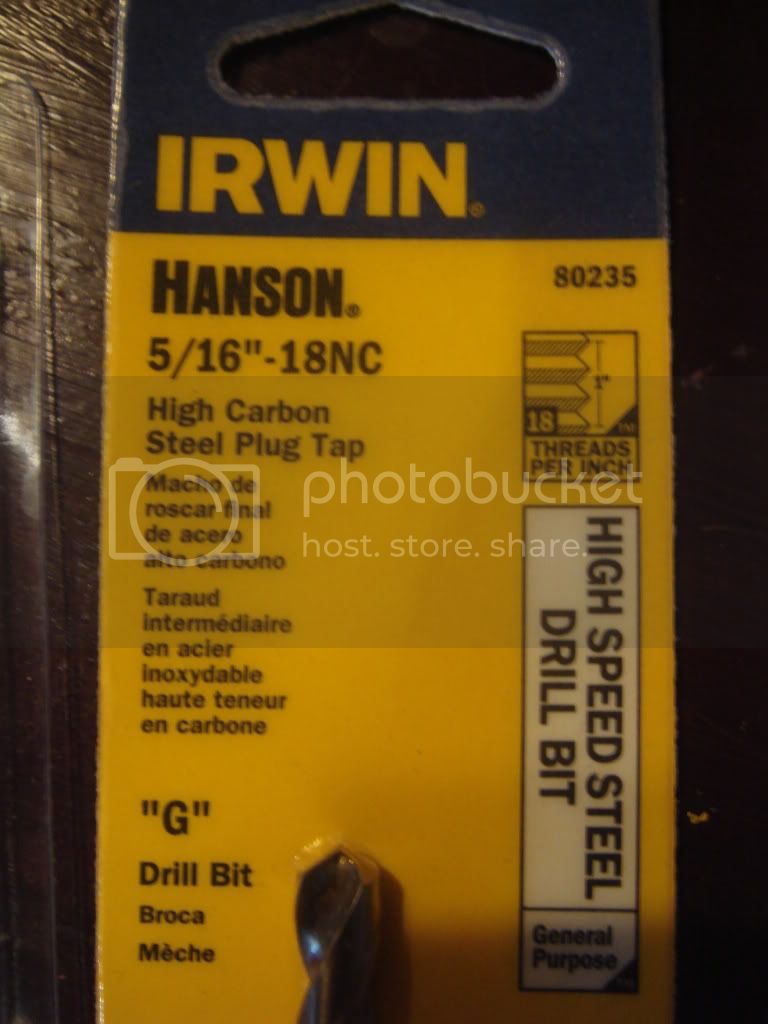 IRWIN®
HANSON®
80235
5/16"-18NC
High Carbon
Steel Plug Tap
Macho de
roscar final
de acero
alto carbono
Taraud
intermédiaire
en acier
inoxydable
haute teneur
en carbone
1"
18
THREADS
PER INCH
HIGH SPEED STEEL
DRILL BIT
General
Purpose
"G"
Drill Bit
Broca
Mèche
photobucket
host. store. share.